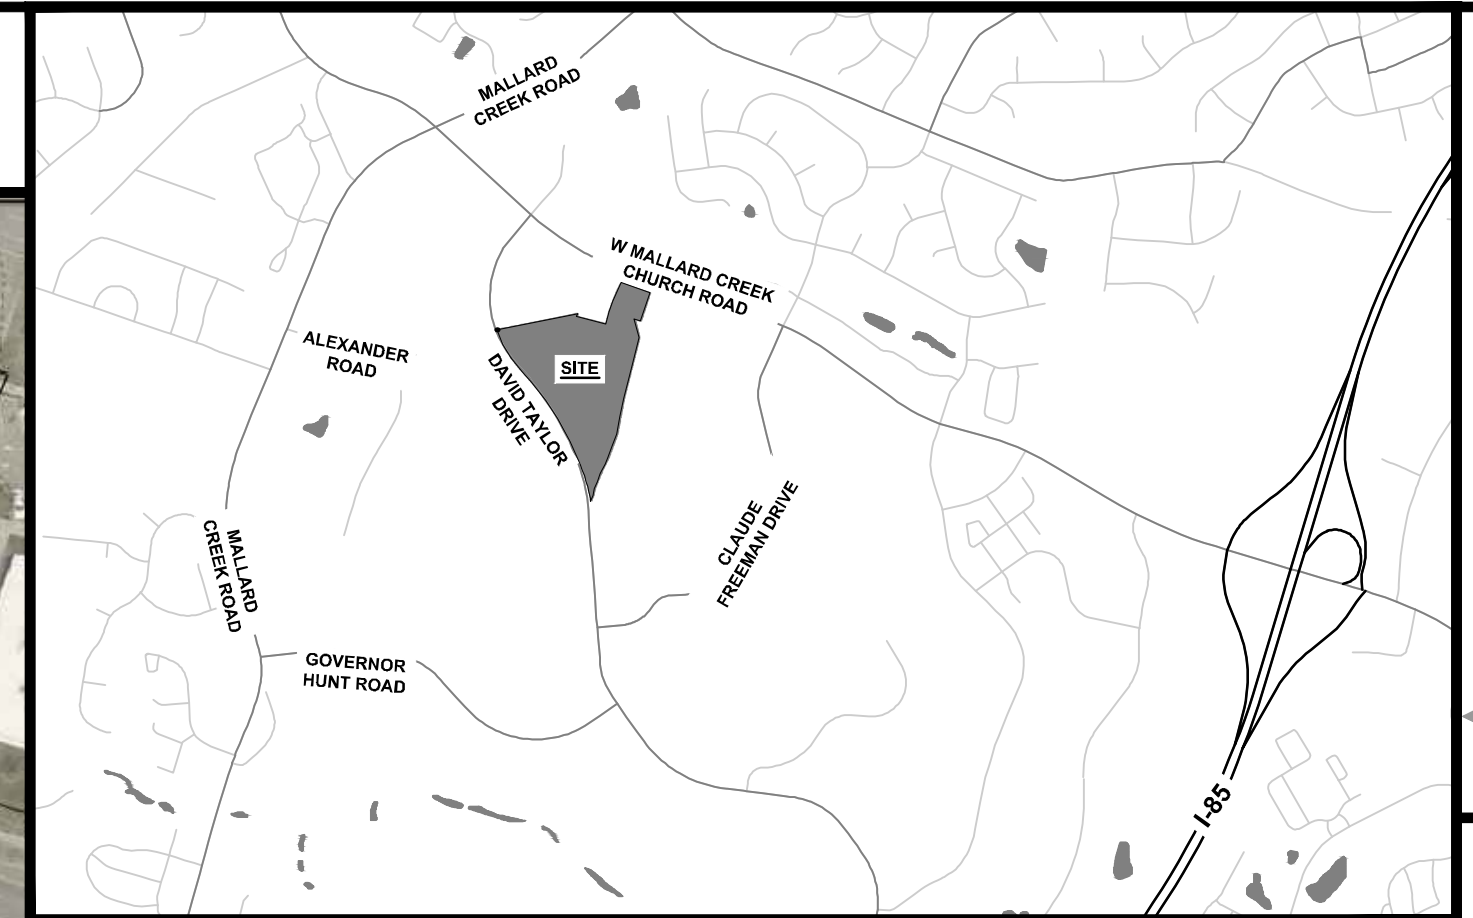 MALLARD
CREEK ROAD
W MALLARD CREEK
CHURCH ROAD
ALEXANDER
ROAD
SITE
DAVID TAYLOR
DRIVE
CLAUDE
FREEMAN DRIVE
MALLARD
CREEK ROAD
GOVERNOR
HUNT ROAD
I-85